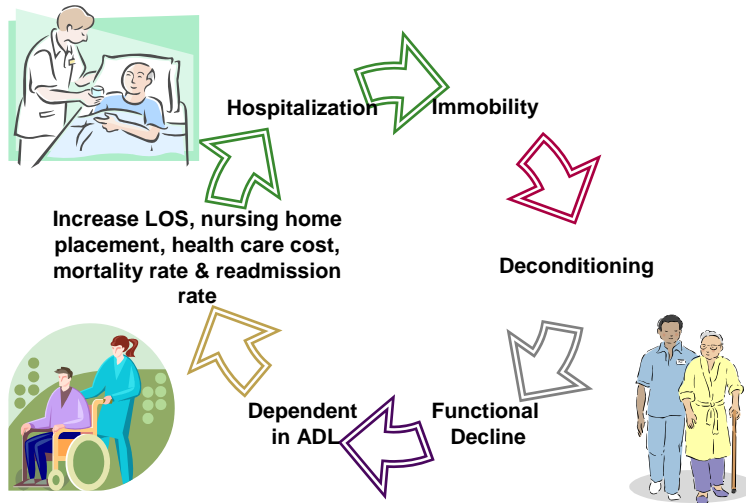 Hospitalization
Immobility
Deconditioning
Functional
Decline
Dependent
in ADL
Increase LOS, nursing home
placement, health care cost,
mortality rate & readmission
rate